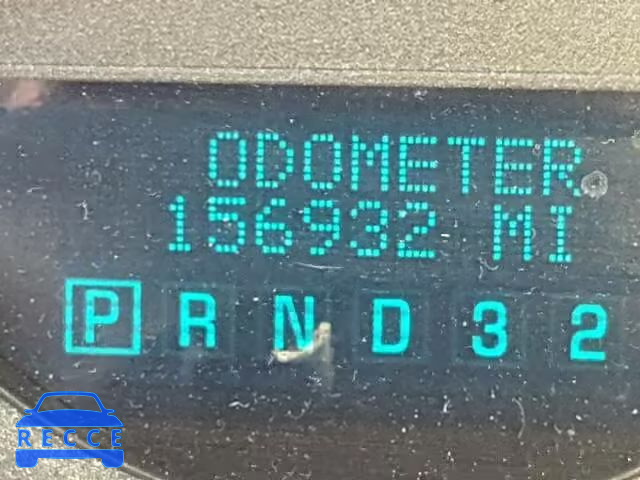 ODOMETER
156932 MI
P R N D 3 2
RECCE